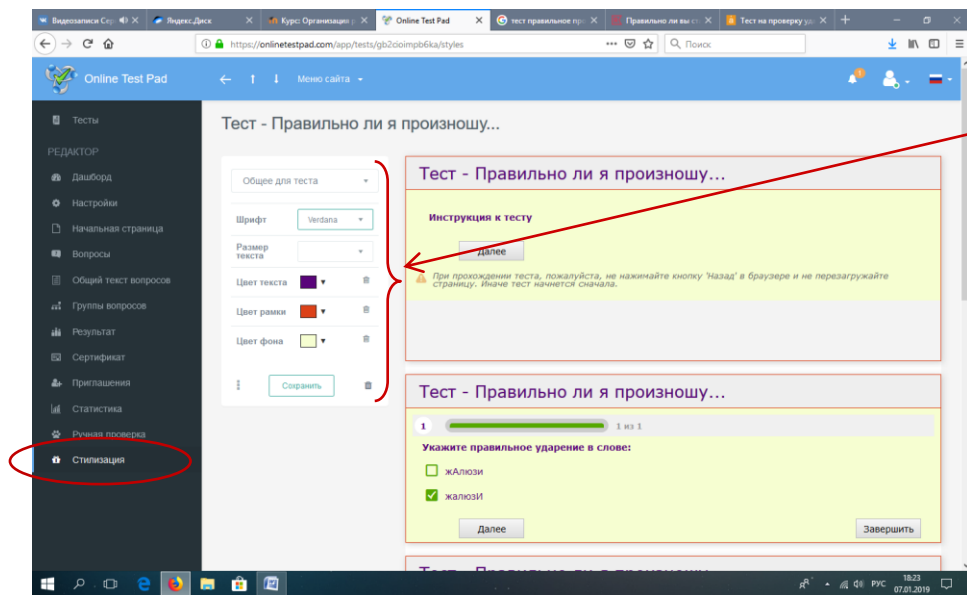 Видеозаписи Сер
Яндекс.Диск
Курс: Организация р
Online Test Pad
тест правильное про
Правильно ли вы ст
Тест на проверку уд
https://onlinetestpad.com/app/tests/gb2cioimpb6ka/styles
Поиск
Online Test Pad
Меню сайта
Тесты
РЕДАКТОР
Дашборд
Настройки
Начальная страница
Вопросы
Общий текст вопросов
Группы вопросов
Результат
Сертификат
Приглашения
Статистика
Ручная проверка
Стилизация
Тест - Правильно ли я произношу...
Общее для теста
Шрифт Verdana
Размер
текста
Цвет текста
Цвет рамки
Цвет фона
Сохранить
Тест - Правильно ли я произношу...
Инструкция к тесту
Далее
При прохождении теста, пожалуйста, не нажимайте кнопку 'Назад' в браузере и не перезагружайте
страницу. Иначе тест начнется сначала.
Тест - Правильно ли я произношу...
1 1 из 1
Укажите правильное ударение в слове:
жАлюзи
жалюзИ
Далее Завершить
Тест - Правильно ли я произношу...
РУС
18:23
07.01.2019